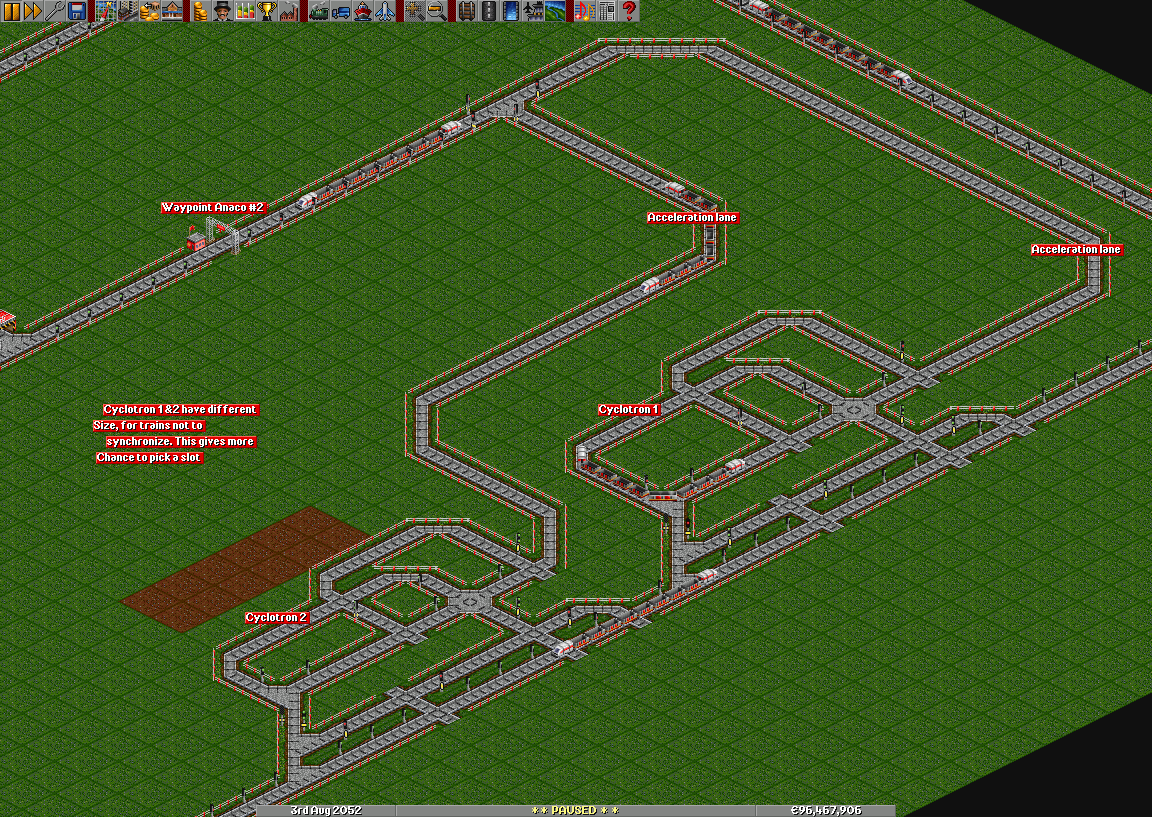 Waypoint Anaco #2
Acceleration lane
Acceleration lane
Cyclotron 1&2 have different
Size, for trains not to
synchronize. This gives more
Chance to pick a slot
Cyclotron 1
Cyclotron 2
3rd Aug 2052
* * PAUSED * *
€96,467,906